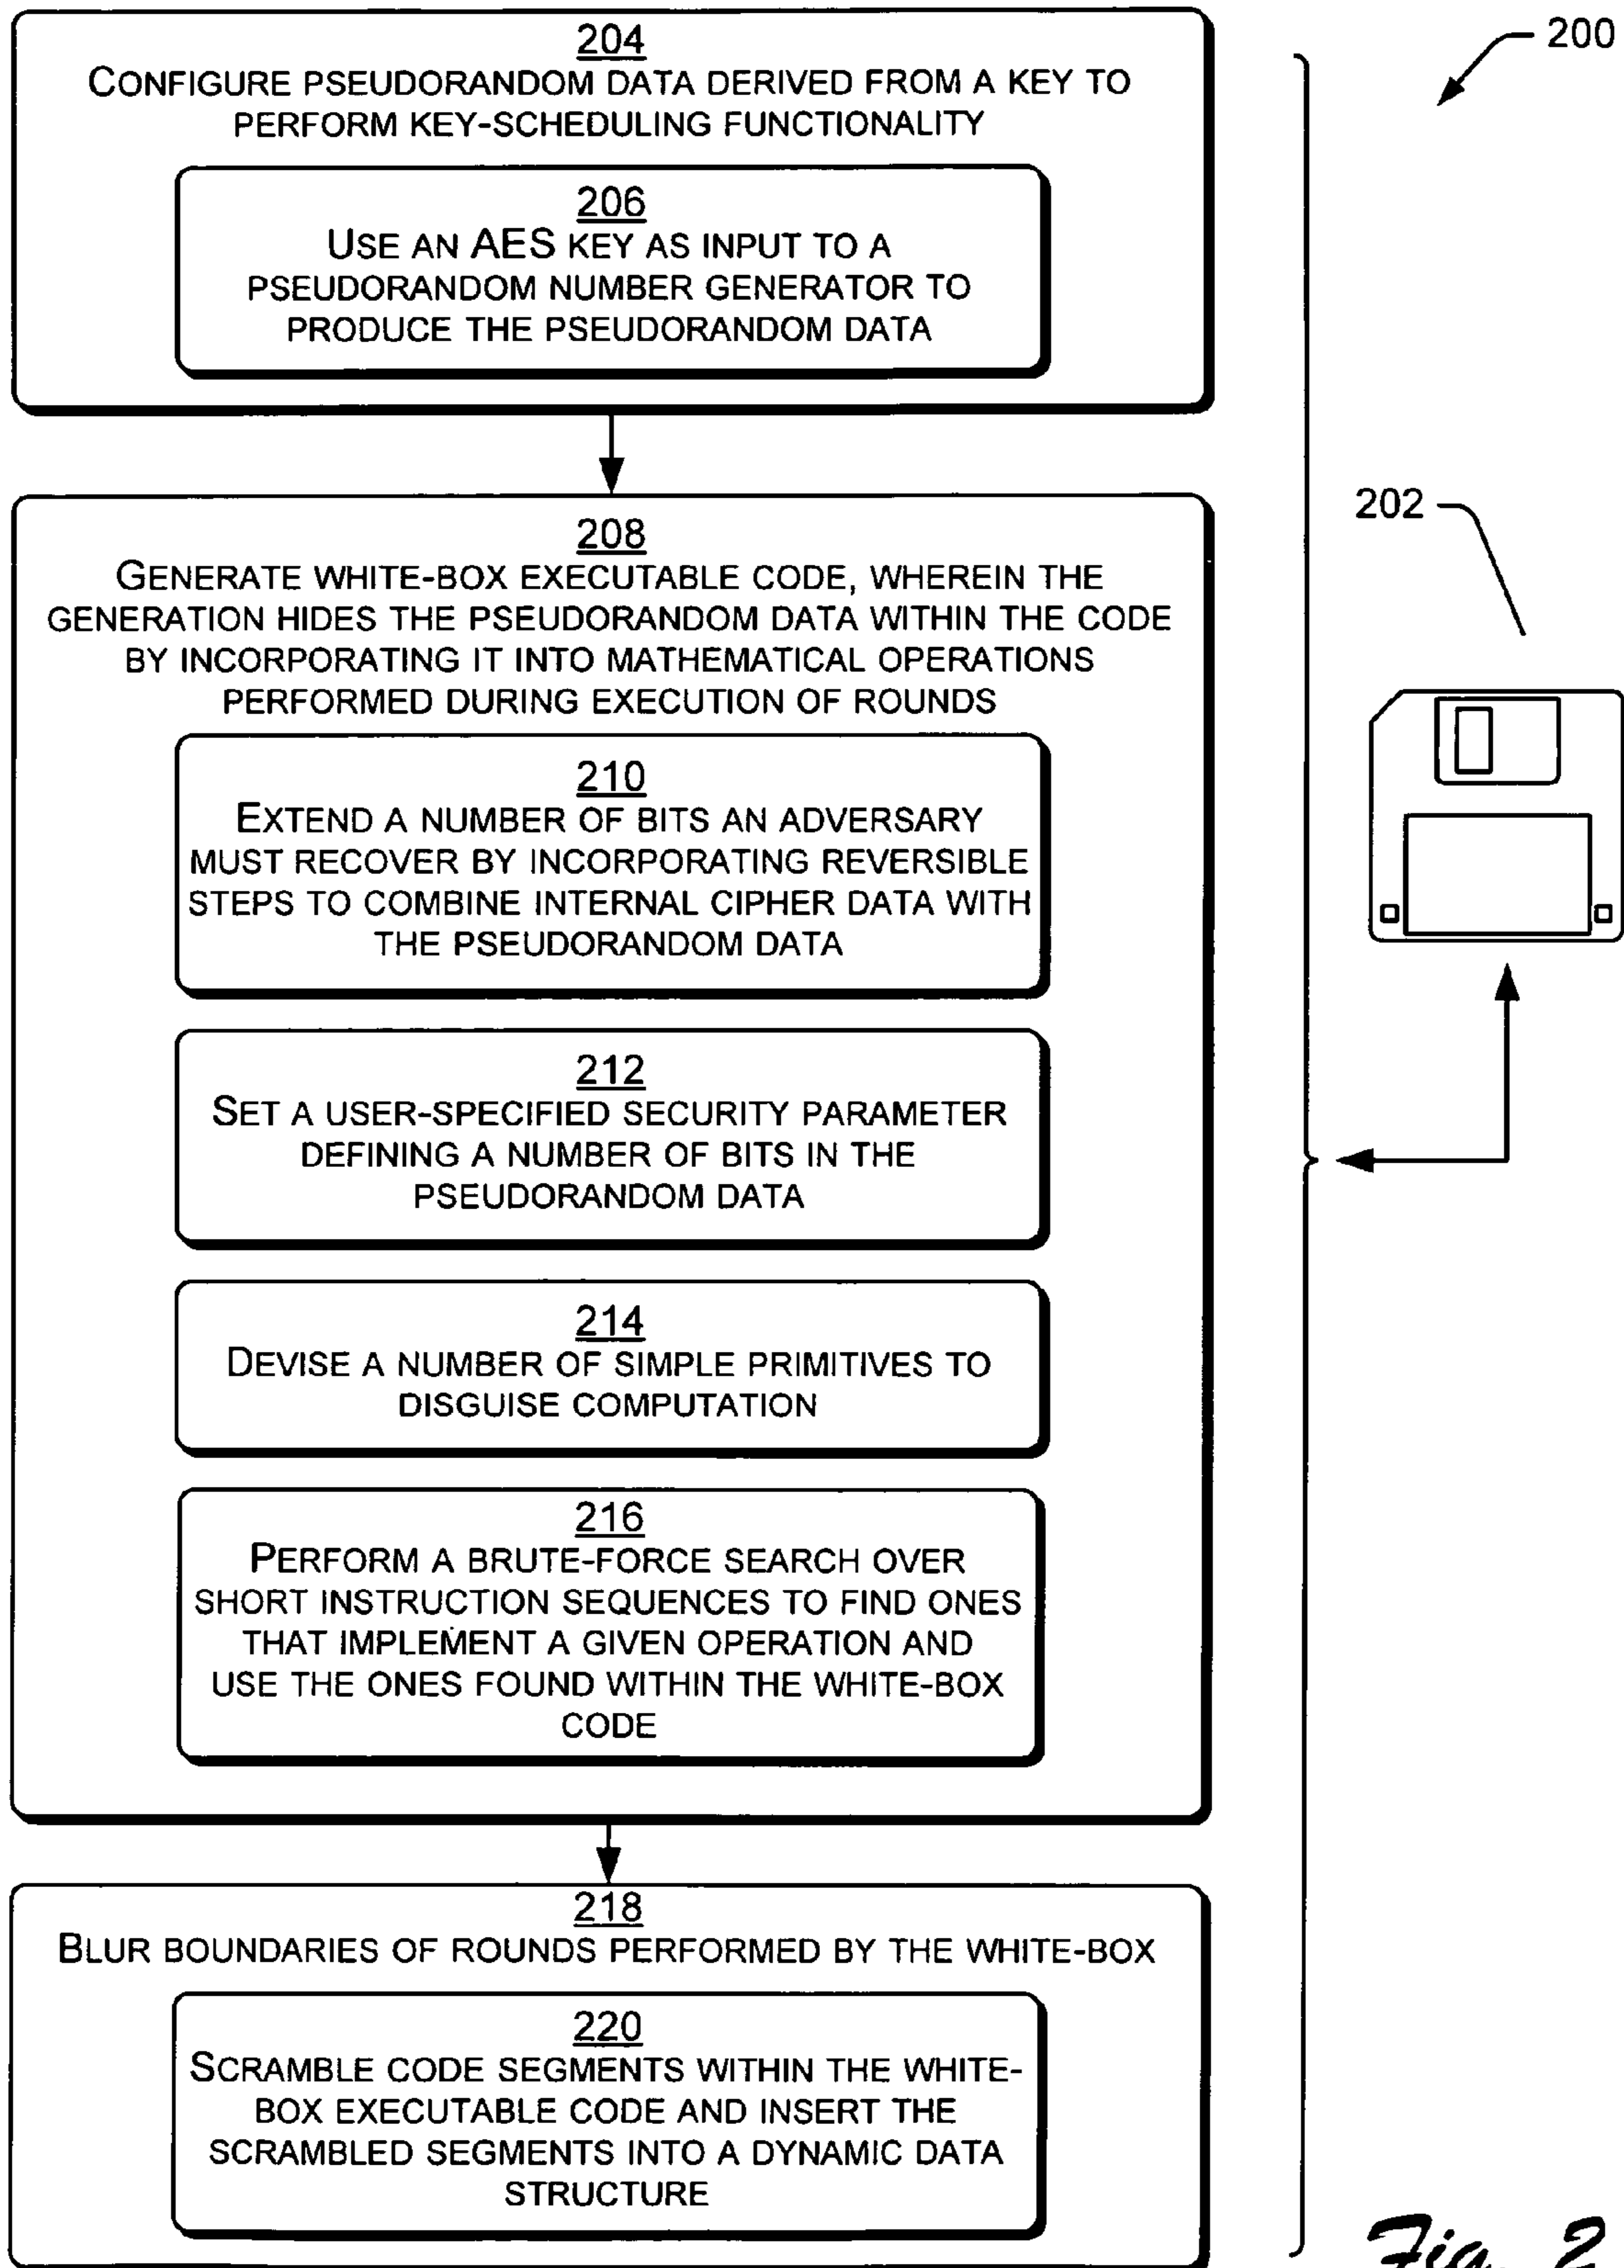 204
CONFIGURE PSEUDORANDOM DATA DERIVED FROM A KEY TO
PERFORM KEY-SCHEDULING FUNCTIONALITY
206
USE AN AES KEY AS INPUT TO A
PSEUDORANDOM NUMBER GENERATOR TO
PRODUCE THE PSEUDORANDOM DATA
200
208
GENERATE WHITE-BOX EXECUTABLE CODE, WHEREIN THE
GENERATION HIDES THE PSEUDORANDOM DATA WITHIN THE CODE
BY INCORPORATING IT INTO MATHEMATICAL OPERATIONS
PERFORMED DURING EXECUTION OF ROUNDS
202
210
EXTEND A NUMBER OF BITS AN ADVERSARY
MUST RECOVER BY INCORPORATING REVERSIBLE
STEPS TO COMBINE INTERNAL CIPHER DATA WITH
THE PSEUDORANDOM DATA
212
SET A USER-SPECIFIED SECURITY PARAMETER
DEFINING A NUMBER OF BITS IN THE
PSEUDORANDOM DATA
214
DEVISE A NUMBER OF SIMPLE PRIMITIVES TO
DISGUISE COMPUTATION
216
PERFORM A BRUTE-FORCE SEARCH OVER
SHORT INSTRUCTION SEQUENCES TO FIND ONES
THAT IMPLEMENT A GIVEN OPERATION AND
USE THE ONES FOUND WITHIN THE WHITE-BOX
CODE
218
BLUR BOUNDARIES OF ROUNDS PERFORMED BY THE WHITE-BOX
220
SCRAMBLE CODE SEGMENTS WITHIN THE WHITE-
BOX EXECUTABLE CODE AND INSERT THE
SCRAMBLED SEGMENTS INTO A DYNAMIC DATA
STRUCTURE
Fig. 2